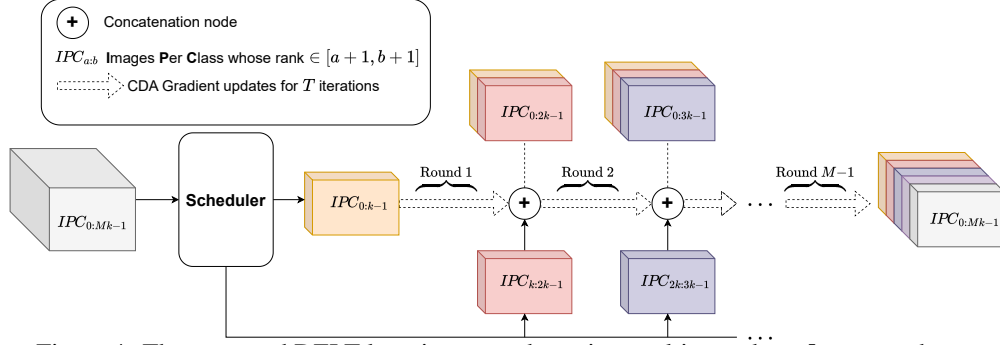 + Concatenation node
IPC_{a:b} Images Per Class whose rank ∈ [a + 1, b + 1]
CDA Gradient updates for T iterations
IPC_{0:2k−1}
IPC_{0:3k−1}
Round 1
Round 2
Round M−1
IPC_{0:Mk−1}
Scheduler
IPC_{0:k−1}
+
+
...
IPC_{0:Mk−1}
IPC_{k:2k−1}
IPC_{2k:3k−1}
...